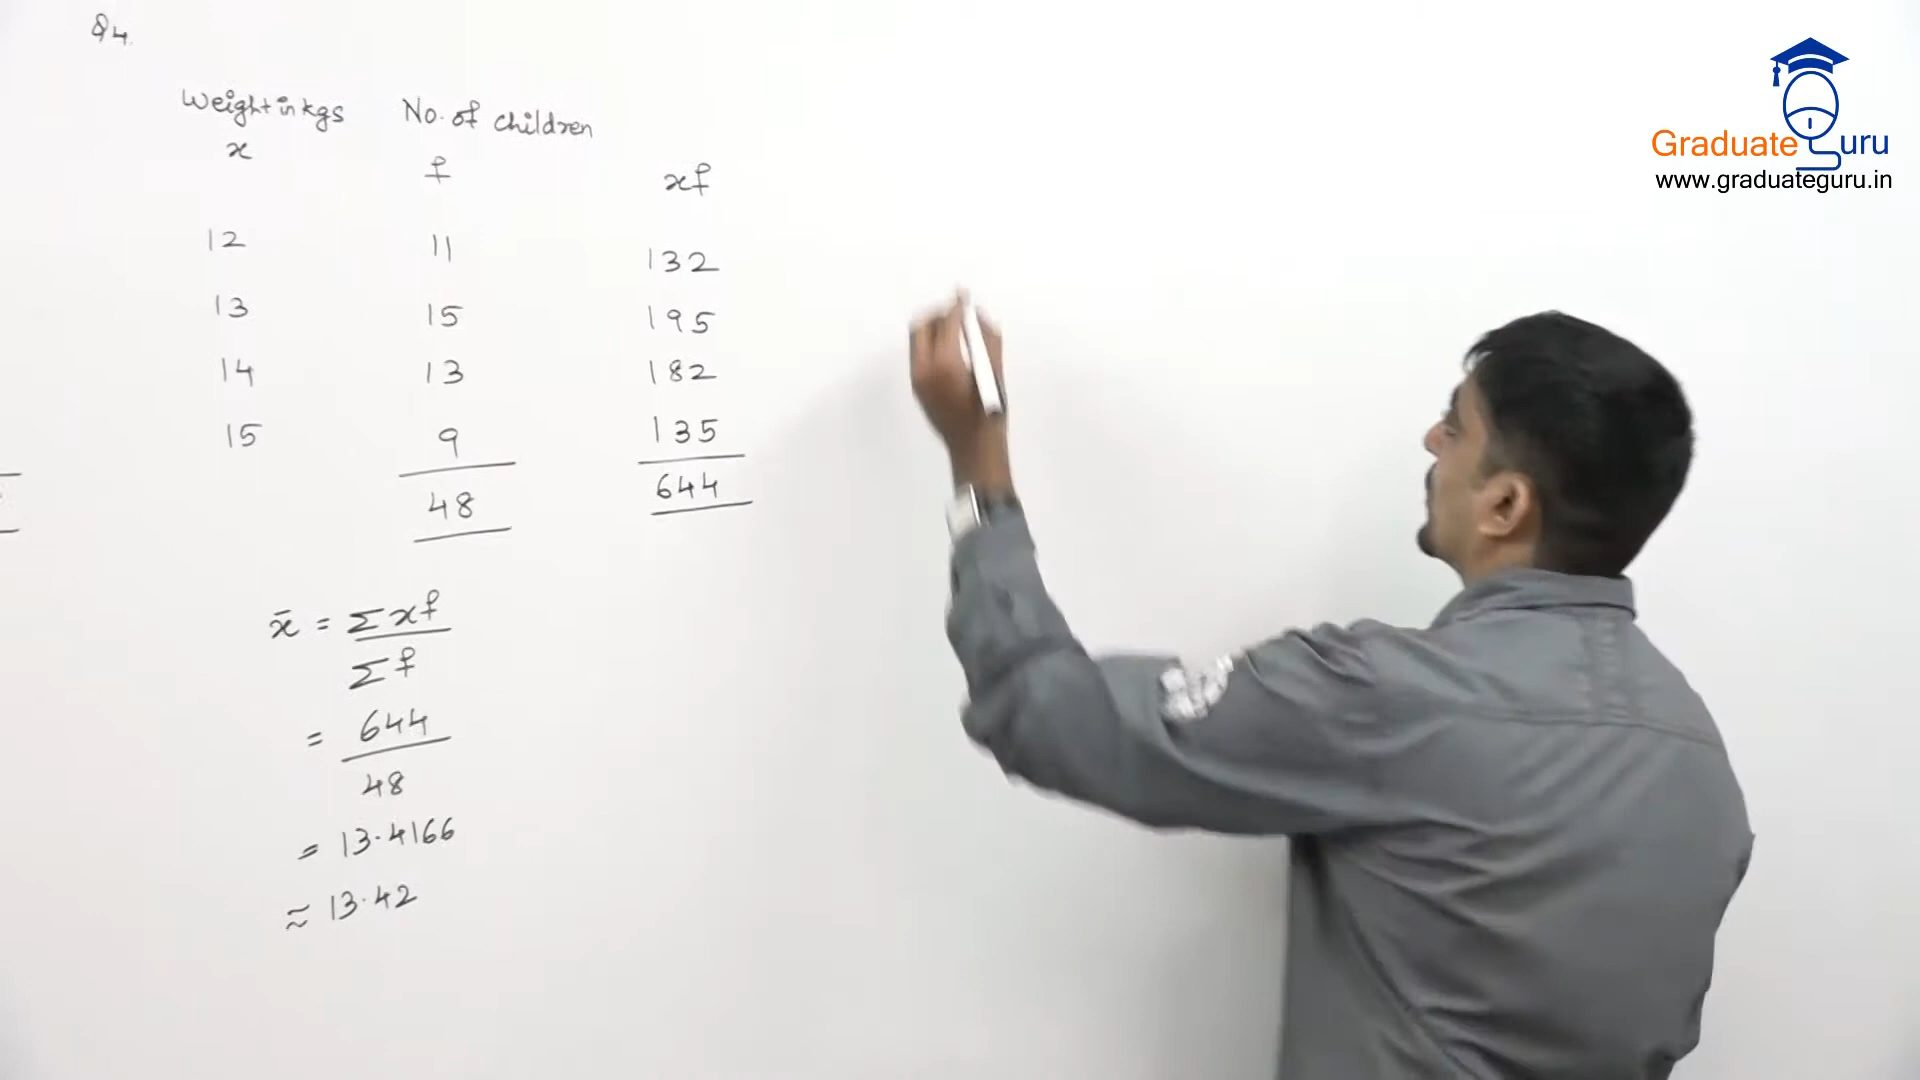 Q4.
Weight in kgs No. of children
x f xf
12 11 132
13 15 195
14 13 182
15 9 135
48 644
x̄ = Σxf
Σf
= 644
48
= 13.4166
≈ 13.42
Graduate Guru
www.graduateguru.in